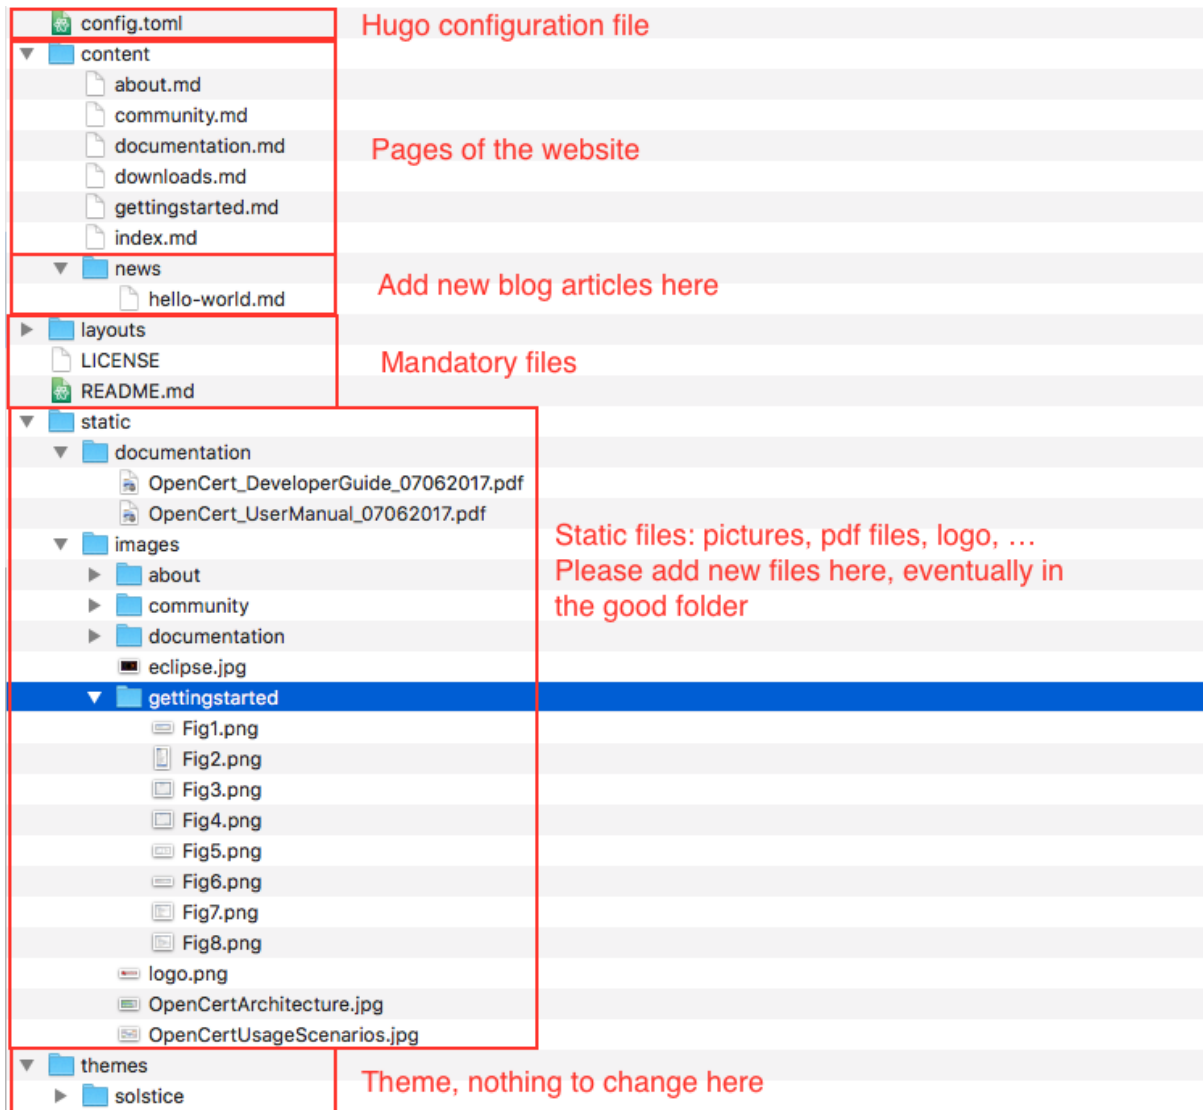 config.toml
Hugo configuration file
content
about.md
community.md
documentation.md
Pages of the website
downloads.md
gettingstarted.md
index.md
news
Add new blog articles here
hello-world.md
layouts
LICENSE
Mandatory files
README.md
static
documentation
OpenCert_DeveloperGuide_07062017.pdf
OpenCert_UserManual_07062017.pdf
images
Static files: pictures, pdf files, logo, …
Please add new files here, eventually in
the good folder
about
community
documentation
eclipse.jpg
gettingstarted
Fig1.png
Fig2.png
Fig3.png
Fig4.png
Fig5.png
Fig6.png
Fig7.png
Fig8.png
logo.png
OpenCertArchitecture.jpg
OpenCertUsageScenarios.jpg
themes
Theme, nothing to change here
solstice